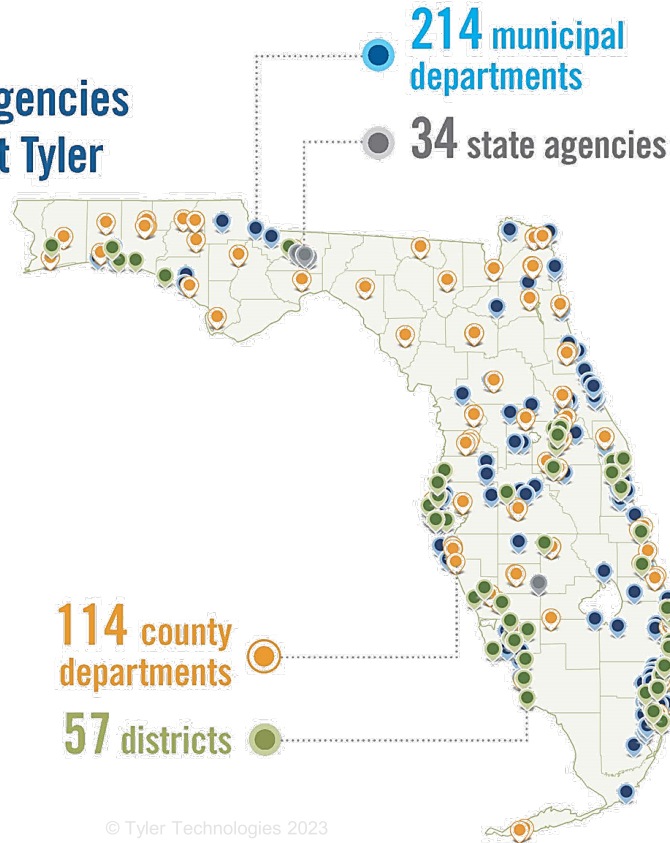 214 municipal
departments
gencies
t Tyler
34 state agencies
114 county
departments
57 districts
© Tyler Technologies 2023